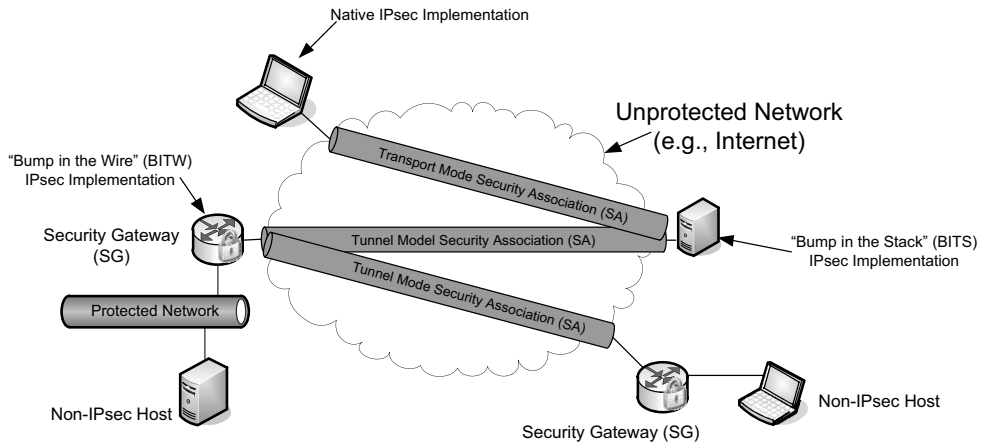 Native IPsec Implementation
Unprotected Network
(e.g., Internet)
Transport Mode Security Association (SA)
“Bump in the Wire” (BITW)
IPsec Implementation
Security Gateway
(SG)
Tunnel Model Security Association (SA)
“Bump in the Stack” (BITS)
IPsec Implementation
Tunnel Mode Security Association (SA)
Protected Network
Non-IPsec Host
Non-IPsec Host
Security Gateway (SG)